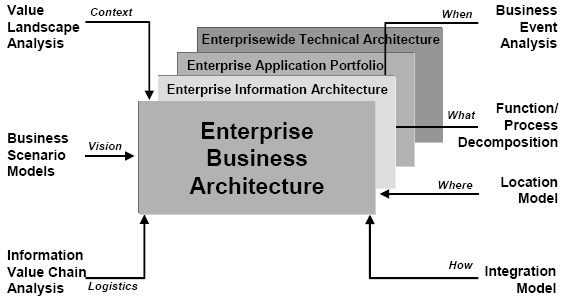 Value
Landscape
Analysis
Context
When
Business
Event
Analysis
Enterprisewide Technical Architecture
Enterprise Application Portfolio
Enterprise Information Architecture
Enterprise
Business
Architecture
Business
Scenario
Models
Vision
What
Function/
Process
Decomposition
Where
Location
Model
Information
Value Chain
Analysis
Logistics
How
Integration
Model